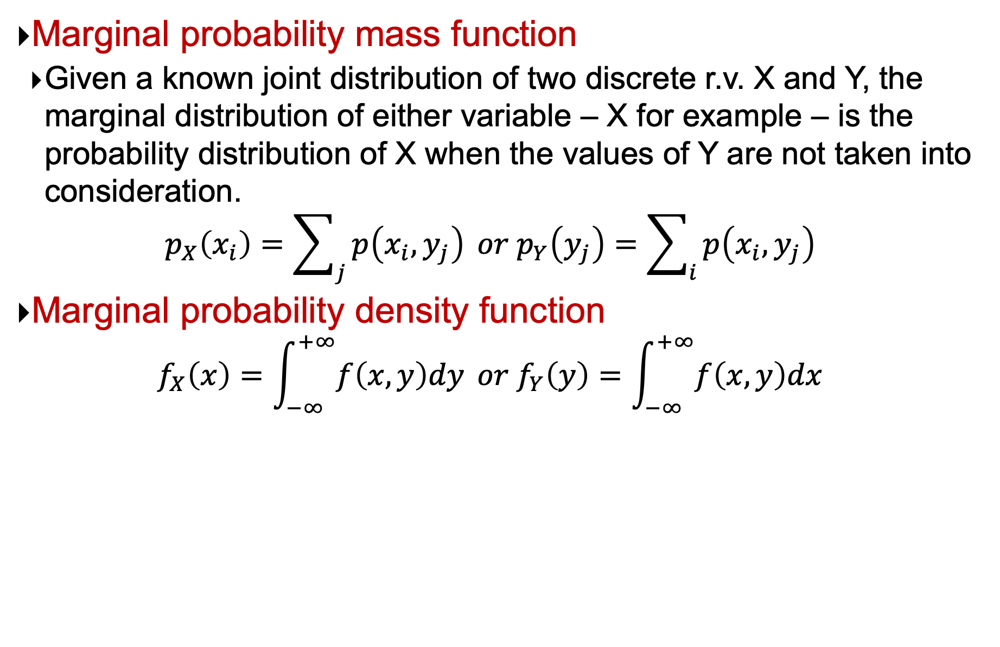 ▸Marginal probability mass function
▸Given a known joint distribution of two discrete r.v. X and Y, the
marginal distribution of either variable – X for example – is the
probability distribution of X when the values of Y are not taken into
consideration.
$p_X(x_i) = \sum_j p(x_i, y_j) \ or \ p_Y(y_j) = \sum_i p(x_i, y_j)$
▸Marginal probability density function
$f_X(x) = \int_{-\infty}^{+\infty} f(x, y)dy \ or \ f_Y(y) = \int_{-\infty}^{+\infty} f(x, y)dx$